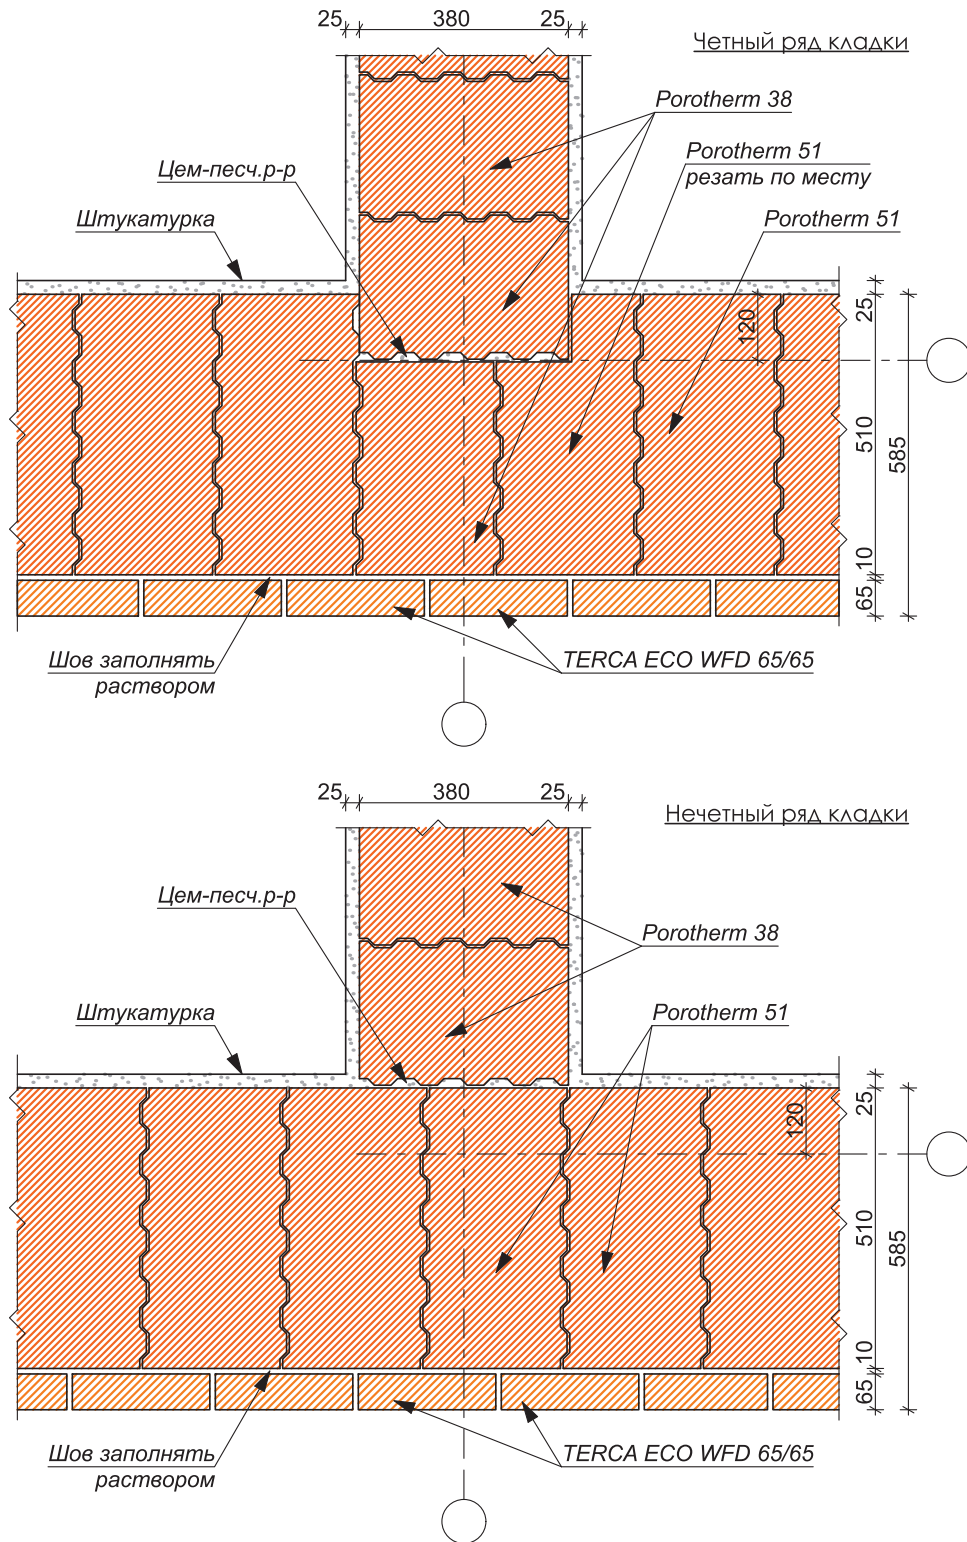 25
380
25
Четный ряд кладки
Porotherm 38
Цем-песч.р-р
Porotherm 51
резать по месту
Штукатурка
Porotherm 51
25
120
510
585
10
65
Шов заполнять
раствором
TERCA ECO WFD 65/65
25
380
25
Нечетный ряд кладки
Цем-песч.р-р
Porotherm 38
Штукатурка
Porotherm 51
25
120
510
585
10
65
Шов заполнять
раствором
TERCA ECO WFD 65/65